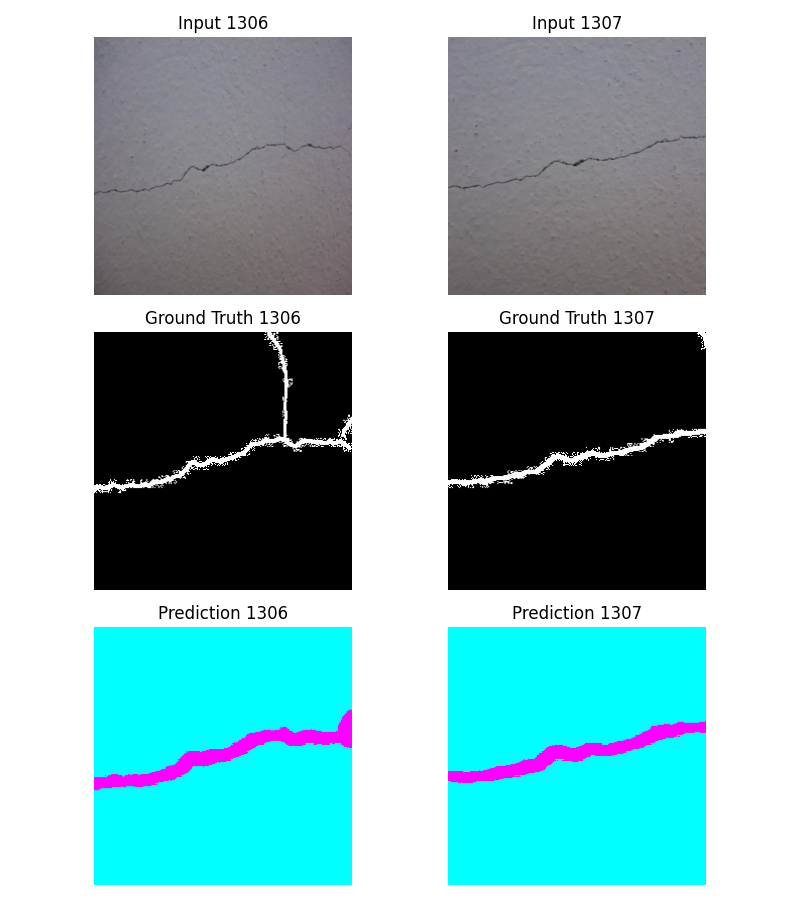 Input 1306
Input 1307
Ground Truth 1306
Ground Truth 1307
Prediction 1306
Prediction 1307